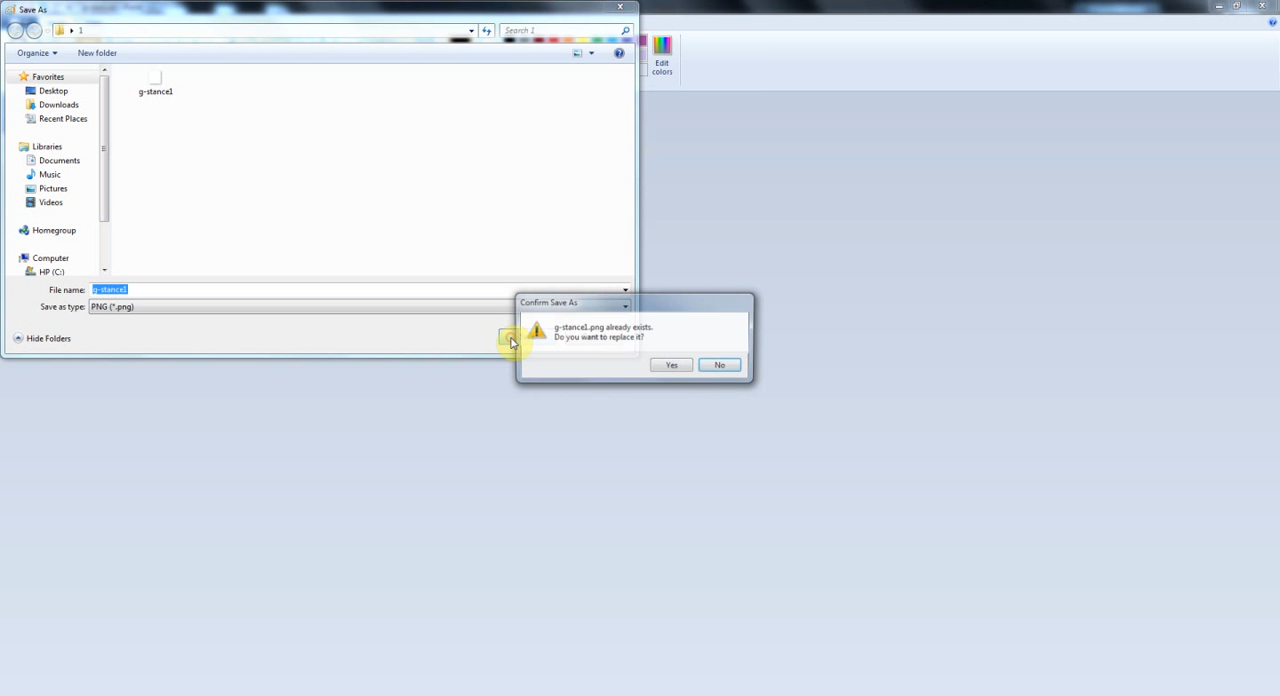 Save As
1
Search 1
Organize
New folder
Edit
colors
Favorites
Desktop
Downloads
Recent Places
Libraries
Documents
Music
Pictures
Videos
Homegroup
Computer
HP (C:)
g-stance1
File name:
g-stance1
Save as type:
PNG (*.png)
Hide Folders
Confirm Save As
g-stance1.png already exists.
Do you want to replace it?
Yes
No